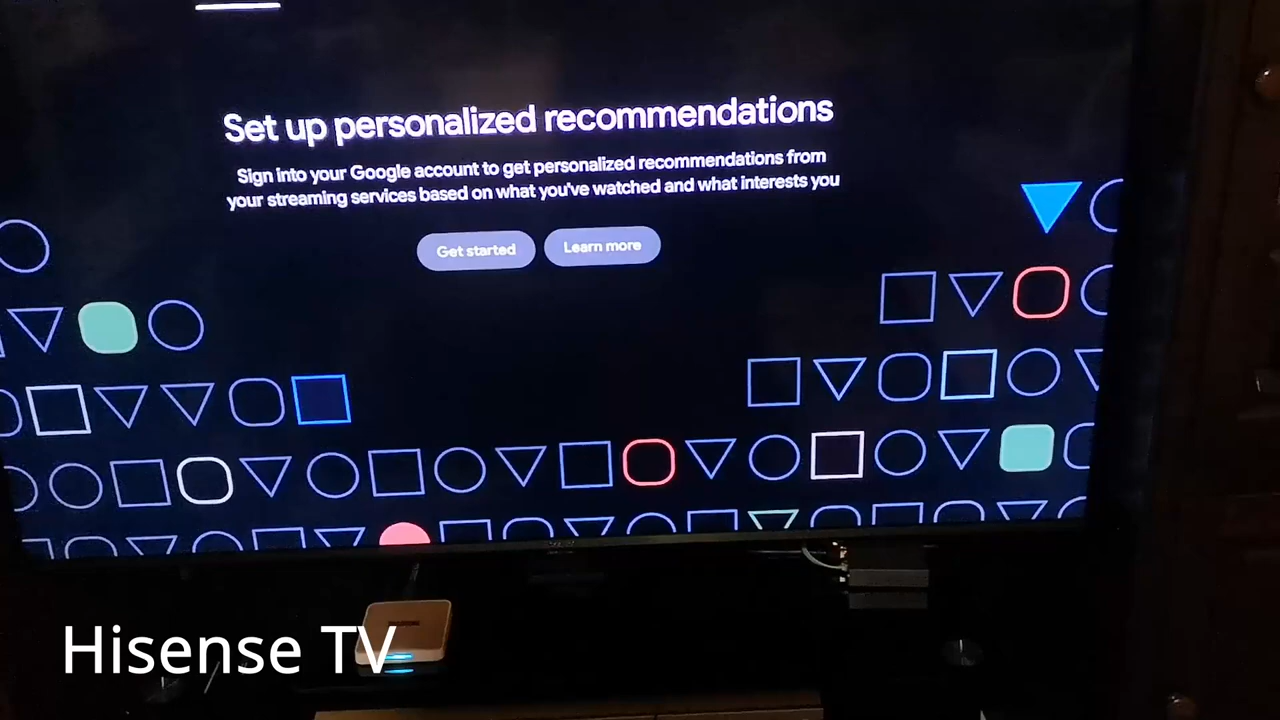 Set up personalized recommendations
Sign into your Google account to get personalized recommendations from
your streaming services based on what you've watched and what interests you
Get started
Learn more
Hisense TV